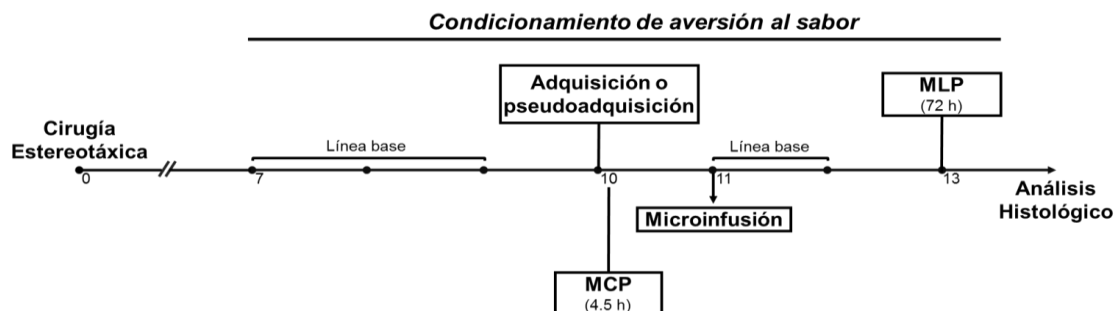 Condicionamiento de aversión al sabor
Adquisición o
pseudoadquisición
MLP
(72 h)
Cirugía
Estereotáxica
Línea base
Línea base
0
7
10
11
13
Análisis
Histológico
Microinfusión
MCP
(4.5 h)